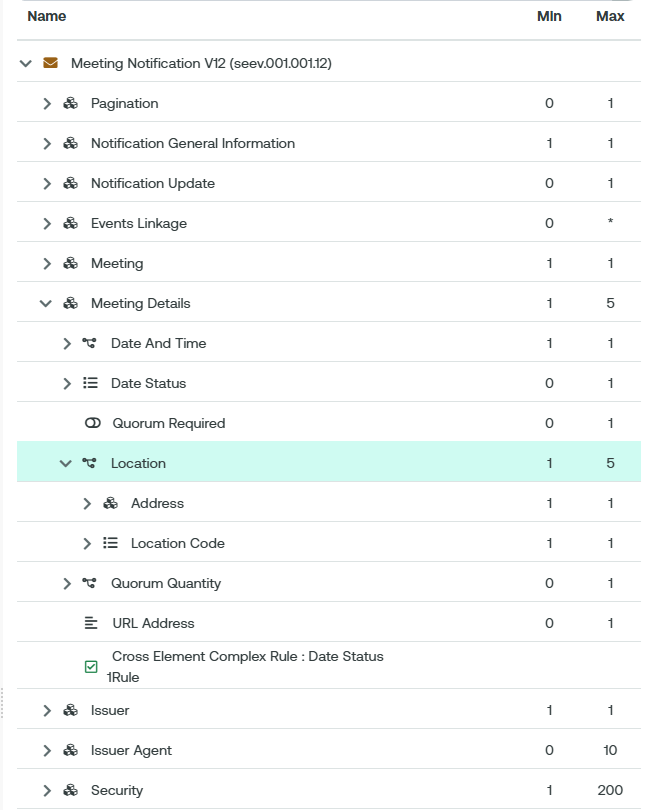 Name Min Max
Meeting Notification V12 (seev.001.001.12)
Pagination 0 1
Notification General Information 1 1
Notification Update 0 1
Events Linkage 0 *
Meeting 1 1
Meeting Details 1 5
Date And Time 1 1
Date Status 0 1
Quorum Required 0 1
Location 1 5
Address 1 1
Location Code 1 1
Quorum Quantity 0 1
URL Address 0 1
Cross Element Complex Rule : Date Status
1Rule
Issuer 1 1
Issuer Agent 0 10
Security 1 200